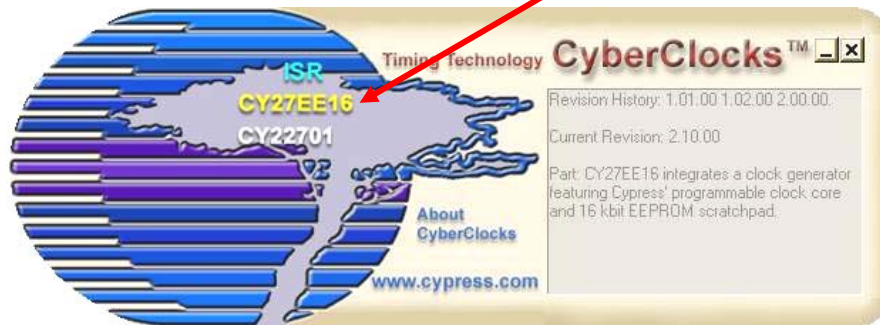 Timing Technology CyberClocks™
ISR
CY27EE16
CY22701
About
CyberClocks
www.cypress.com
Revision History: 1.01.00 1.02.00 2.00.00.
Current Revision: 2.10.00
Part: CY27EE16 integrates a clock generator
featuring Cypress' programmable clock core
and 16 kbit EEPROM scratchpad.